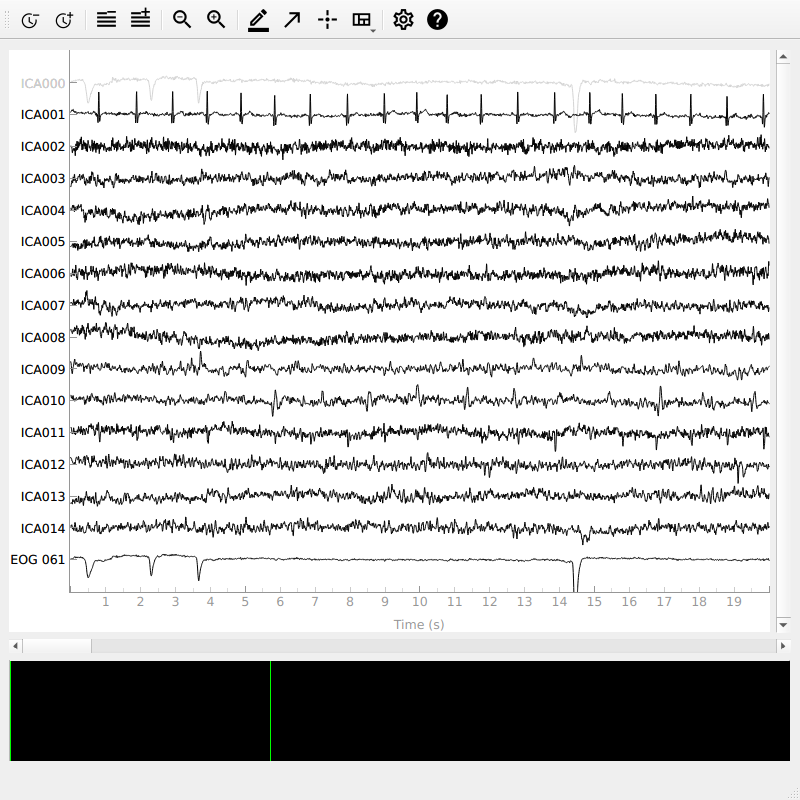 ICA000
ICA001
ICA002
ICA003
ICA004
ICA005
ICA006
ICA007
ICA008
ICA009
ICA010
ICA011
ICA012
ICA013
ICA014
EOG 061
1 2 3 4 5 6 7 8 9 10 11 12 13 14 15 16 17 18 19
Time (s)